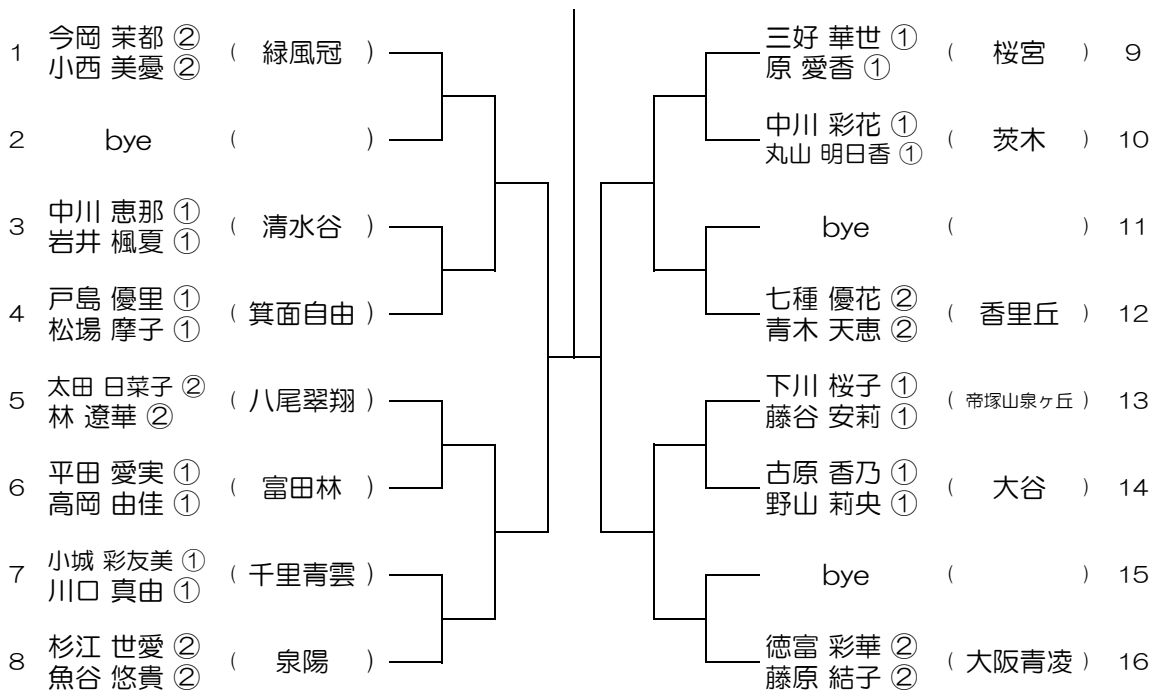 1 今岡 茉都 ② ( 緑風冠 )
小西 美憂 ②
2 bye ( )
3 中川 恵那 ① ( 清水谷 )
岩井 楓夏 ①
4 戸島 優里 ① ( 箕面自由 )
松場 摩子 ①
5 太田 日菜子 ② ( 八尾翠翔 )
林 遼華 ②
6 平田 愛実 ① ( 富田林 )
高岡 由佳 ①
7 小城 彩友美 ① ( 千里青雲 )
川口 真由 ①
8 杉江 世愛 ② ( 泉陽 )
魚谷 悠貴 ②
三好 華世 ① ( 桜宮 ) 9
原 愛香 ①
中川 彩花 ① ( 茨木 ) 10
丸山 明日香 ①
bye ( ) 11
七種 優花 ② ( 香里丘 ) 12
青木 天恵 ②
下川 桜子 ① ( 帝塚山泉ヶ丘 ) 13
藤谷 安莉 ①
古原 香乃 ① ( 大谷 ) 14
野山 莉央 ①
bye ( ) 15
徳富 彩華 ② ( 大阪青凌 ) 16
藤原 結子 ②